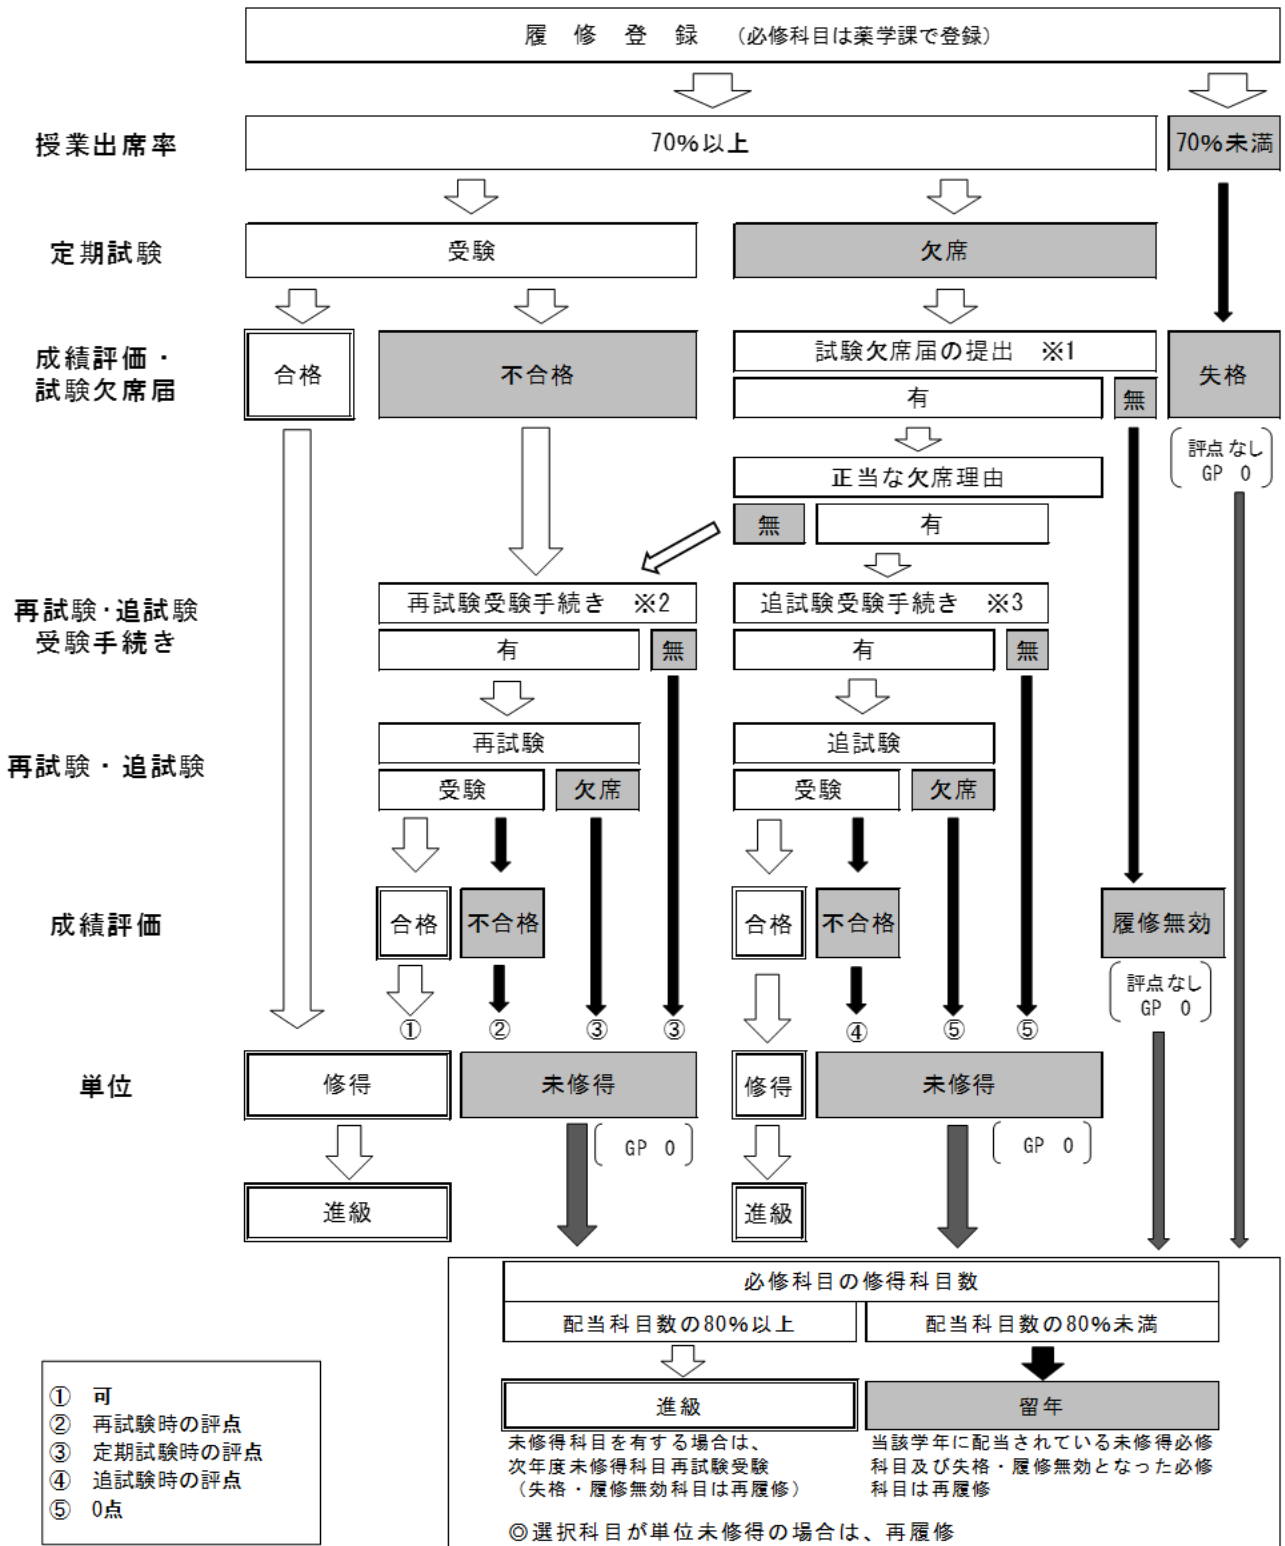 履修登録 (必修科目は薬学課で登録)
授業出席率
70%以上
70%未満
定期試験
受験
欠席
成績評価・
試験欠席届
合格
不合格
試験欠席届の提出 ※1
有
無
失格
(評点なし
GP 0)
正当な欠席理由
無
有
再試験・追試験
受験手続き
再試験受験手続き ※2
有
無
追試験受験手続き ※3
有
無
再試験・追試験
再試験
受験
欠席
追試験
受験
欠席
成績評価
合格
不合格
合格
不合格
履修無効
(評点なし
GP 0)
①
②
③
③
④
⑤
⑤
単位
修得
未修得
修得
未修得
(GP 0)
(GP 0)
進級
進級
必修科目の修得科目数
配当科目数の80%以上
配当科目数の80%未満
進級
留年
未修得科目を有する場合は、
次年度未修得科目再試験受験
(失格・履修無効科目は再履修)
当該学年に配当されている未修得必修
科目及び失格・履修無効となった必修
科目は再履修
◎選択科目が単位未修得の場合は、再履修
① 可
② 再試験時の評点
③ 定期試験時の評点
④ 追試験時の評点
⑤ 0点